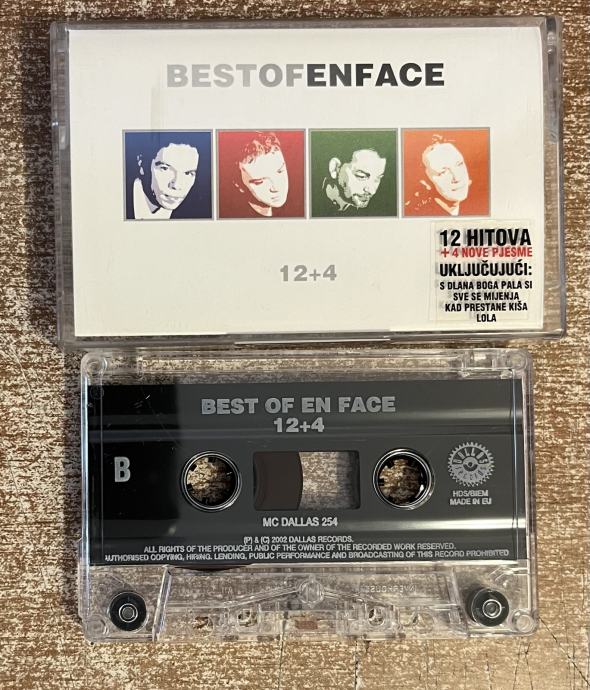 BESTOFENFACE
12+4
12 HITOVA
+ 4 NOVE PJESME
UKLJUČUJUĆI:
S DLANA BOGA PALA SI
SVE SE MIJENJA
KAD PRESTANE KIŠA
LOLA
BEST OF EN FACE
12+4
B
DALLAS
HDS/BIEM
MADE IN EU
MC DALLAS 254
(P) & (C) 2002 DALLAS RECORDS.
ALL RIGHTS OF THE PRODUCER AND OF THE OWNER OF THE RECORDED WORK RESERVED.
UTHORISED COPYING, HIRING, LENDING, PUBLIC PERFORMANCE AND BROADCASTING OF THIS RECORD PROHIBITED